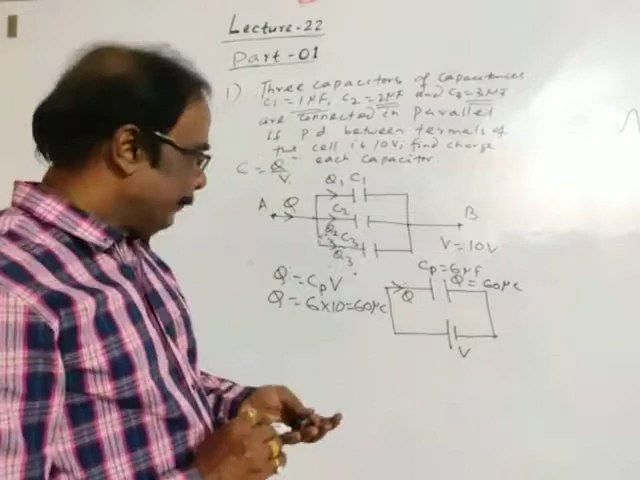 Lecture-22
Part-01
1) Three capacitors of capacitances
C1 = 1μF, C2 = 2μF and C3 = 3μF
are connected in parallel
If p d between termals of
the cell is 10V, find charge
each capacitor.
C = Q/V
Q1 C1
A Q C2 B
Q2
C3
Q3
V = 10V
Cp = 6μF
Q = CpV Q = 60μC
Q = 6×10 = 60μC Q
V